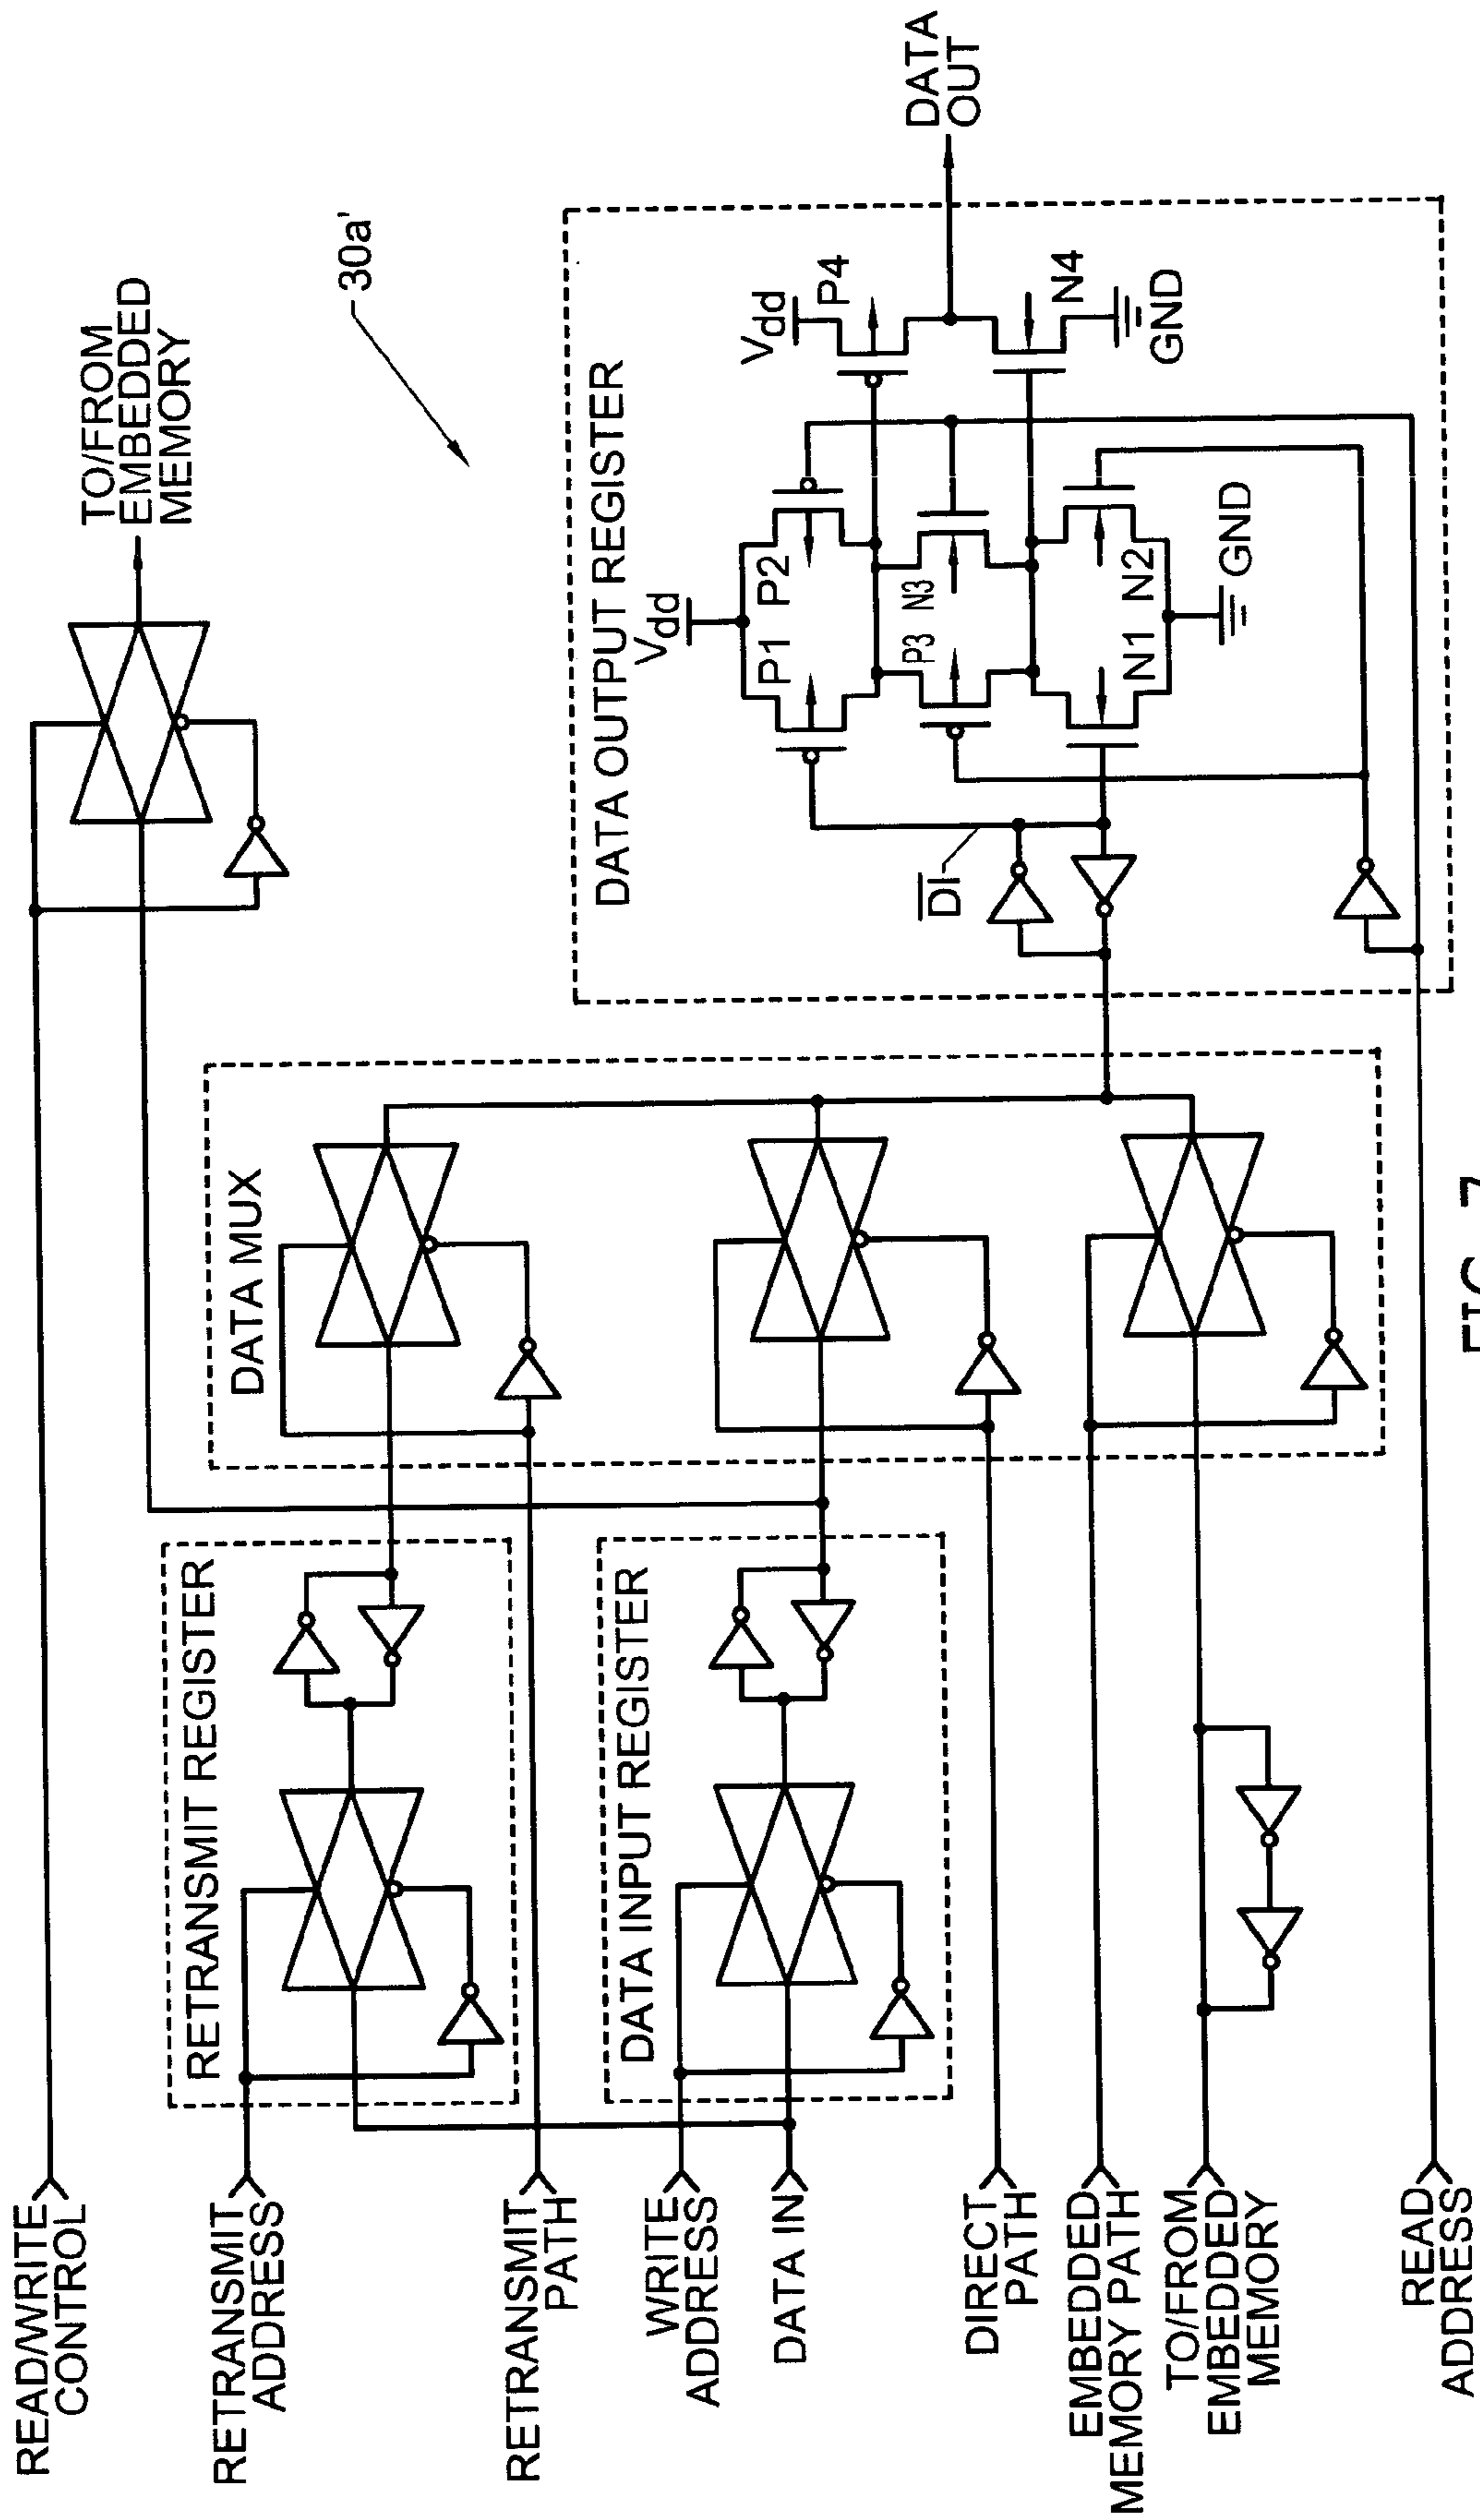 READ/WRITE
CONTROL
RETRANSMIT
ADDRESS
RETRANSMIT
PATH
WRITE
ADDRESS
DATA IN
DIRECT
PATH
EMBEDDED
MEMORY PATH
TO/FROM
EMBEDDED
MEMORY
READ
ADDRESS
RETRANSMIT REGISTER
DATA INPUT REGISTER
DATA MUX
TO/FROM
EMBEDDED
MEMORY
30a'
DATA OUTPUT REGISTER
Vdd
Vdd
P1
P2
P4
P3
N3
DI
N1
N2
N4
GND
GND
DATA
OUT